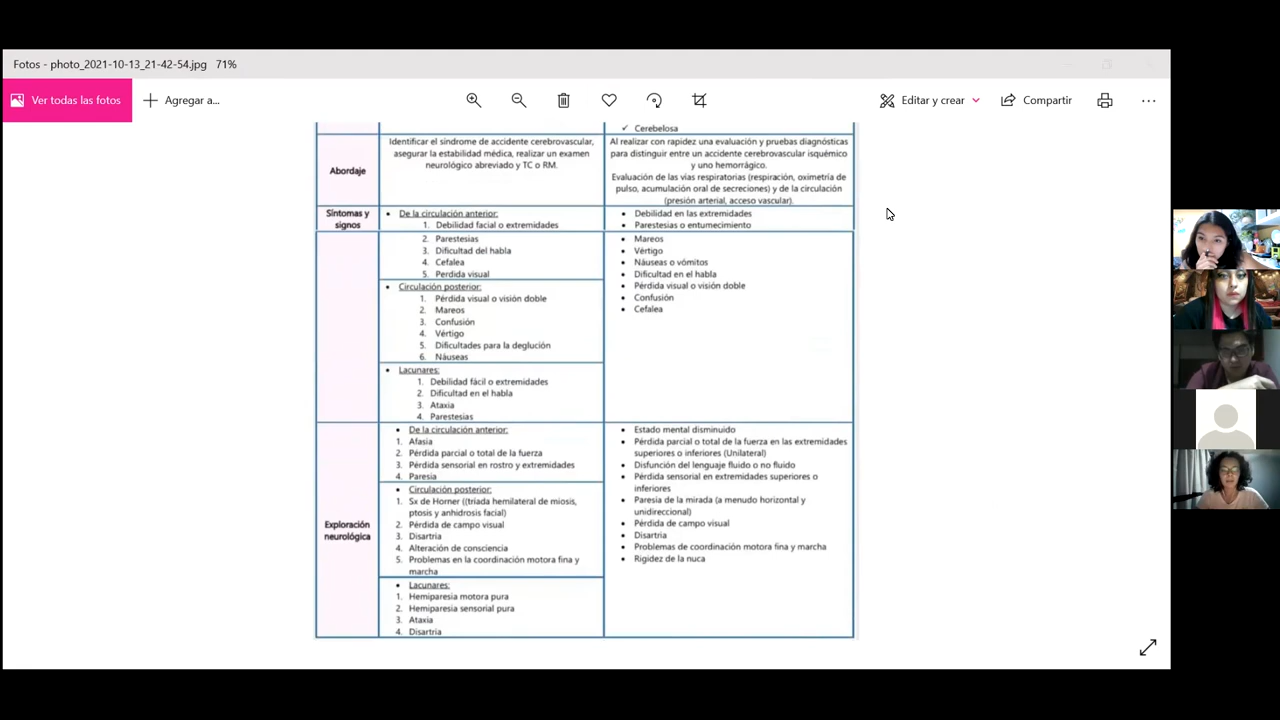 Fotos - photo_2021-10-13_21-42-54.jpg 71%
Ver todas las fotos
Agregar a...
Editar y crear
Compartir
✓ Cerebelosa
Abordaje
Identificar el síndrome de accidente cerebrovascular,
asegurar la estabilidad médica, realizar un examen
neurológico abreviado y TC o RM.
Al realizar con rapidez una evaluación y pruebas diagnósticas
para distinguir entre un accidente cerebrovascular isquémico
y uno hemorrágico.
Evaluación de las vías respiratorias (respiración, oximetría de
pulso, acumulación oral de secreciones) y de la circulación
(presión arterial, acceso vascular).
Síntomas y
signos
• De la circulación anterior:
1. Debilidad facial o extremidades
2. Parestesias
3. Dificultad del habla
4. Cefalea
5. Perdida visual
• Circulación posterior:
1. Pérdida visual o visión doble
2. Mareos
3. Confusión
4. Vértigo
5. Dificultades para la deglución
6. Náuseas
• Lacunares:
1. Debilidad fácil o extremidades
2. Dificultad en el habla
3. Ataxia
4. Parestesias
• Debilidad en las extremidades
• Parestesias o entumecimiento
• Mareos
• Vértigo
• Náuseas o vómitos
• Dificultad en el habla
• Pérdida visual o visión doble
• Confusión
• Cefalea
Exploración
neurológica
• De la circulación anterior:
1. Afasia
2. Pérdida parcial o total de la fuerza
3. Pérdida sensorial en rostro y extremidades
4. Paresia
• Circulación posterior:
1. Sx de Horner ((tríada hemilateral de miosis,
ptosis y anhidrosis facial)
2. Pérdida de campo visual
3. Disartria
4. Alteración de consciencia
5. Problemas en la coordinación motora fina y
marcha
• Lacunares:
1. Hemiparesia motora pura
2. Hemiparesia sensorial pura
3. Ataxia
4. Disartria
• Estado mental disminuido
• Pérdida parcial o total de la fuerza en las extremidades
superiores o inferiores (Unilateral)
• Disfunción del lenguaje fluido o no fluido
• Pérdida sensorial en extremidades superiores o
inferiores
• Paresia de la mirada (a menudo horizontal y
unidireccional)
• Pérdida de campo visual
• Disartria
• Problemas de coordinación motora fina y marcha
• Rigidez de la nuca